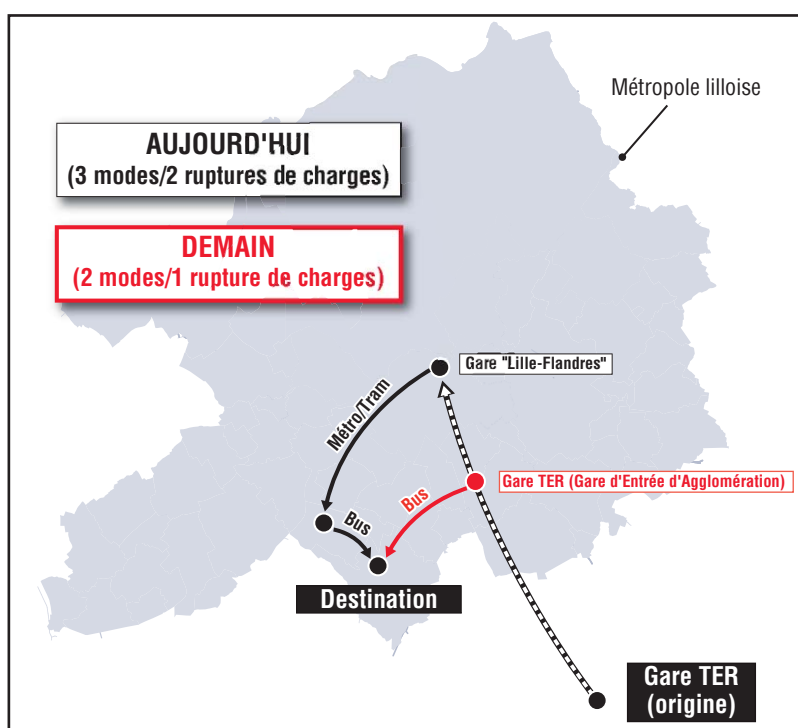 Métropole lilloise
AUJOURD'HUI
(3 modes/2 ruptures de charges)
DEMAIN
(2 modes/1 rupture de charges)
Gare "Lille-Flandres"
Métro/Tram
Gare TER (Gare d'Entrée d'Agglomération)
Bus
Bus
Destination
Gare TER
(origine)